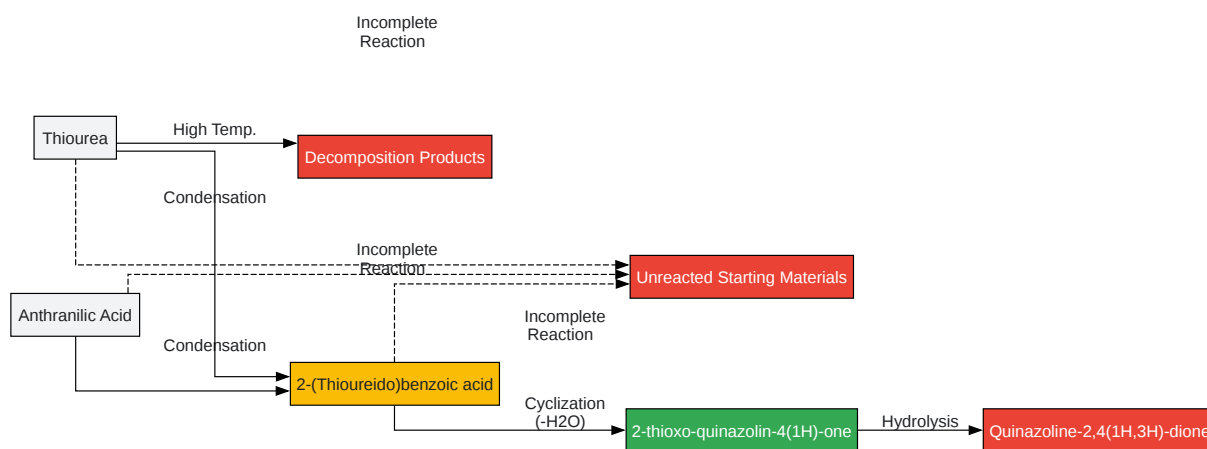 Incomplete
Reaction
Thiourea
High Temp.
Decomposition Products
Condensation
Incomplete
Reaction
Unreacted Starting Materials
Anthranilic Acid
Incomplete
Reaction
Condensation
2-(Thioureido)benzoic acid
Cyclization
(-H2O)
2-thioxo-quinazolin-4(1H)-one
Hydrolysis
Quinazoline-2,4(1H,3H)-dione